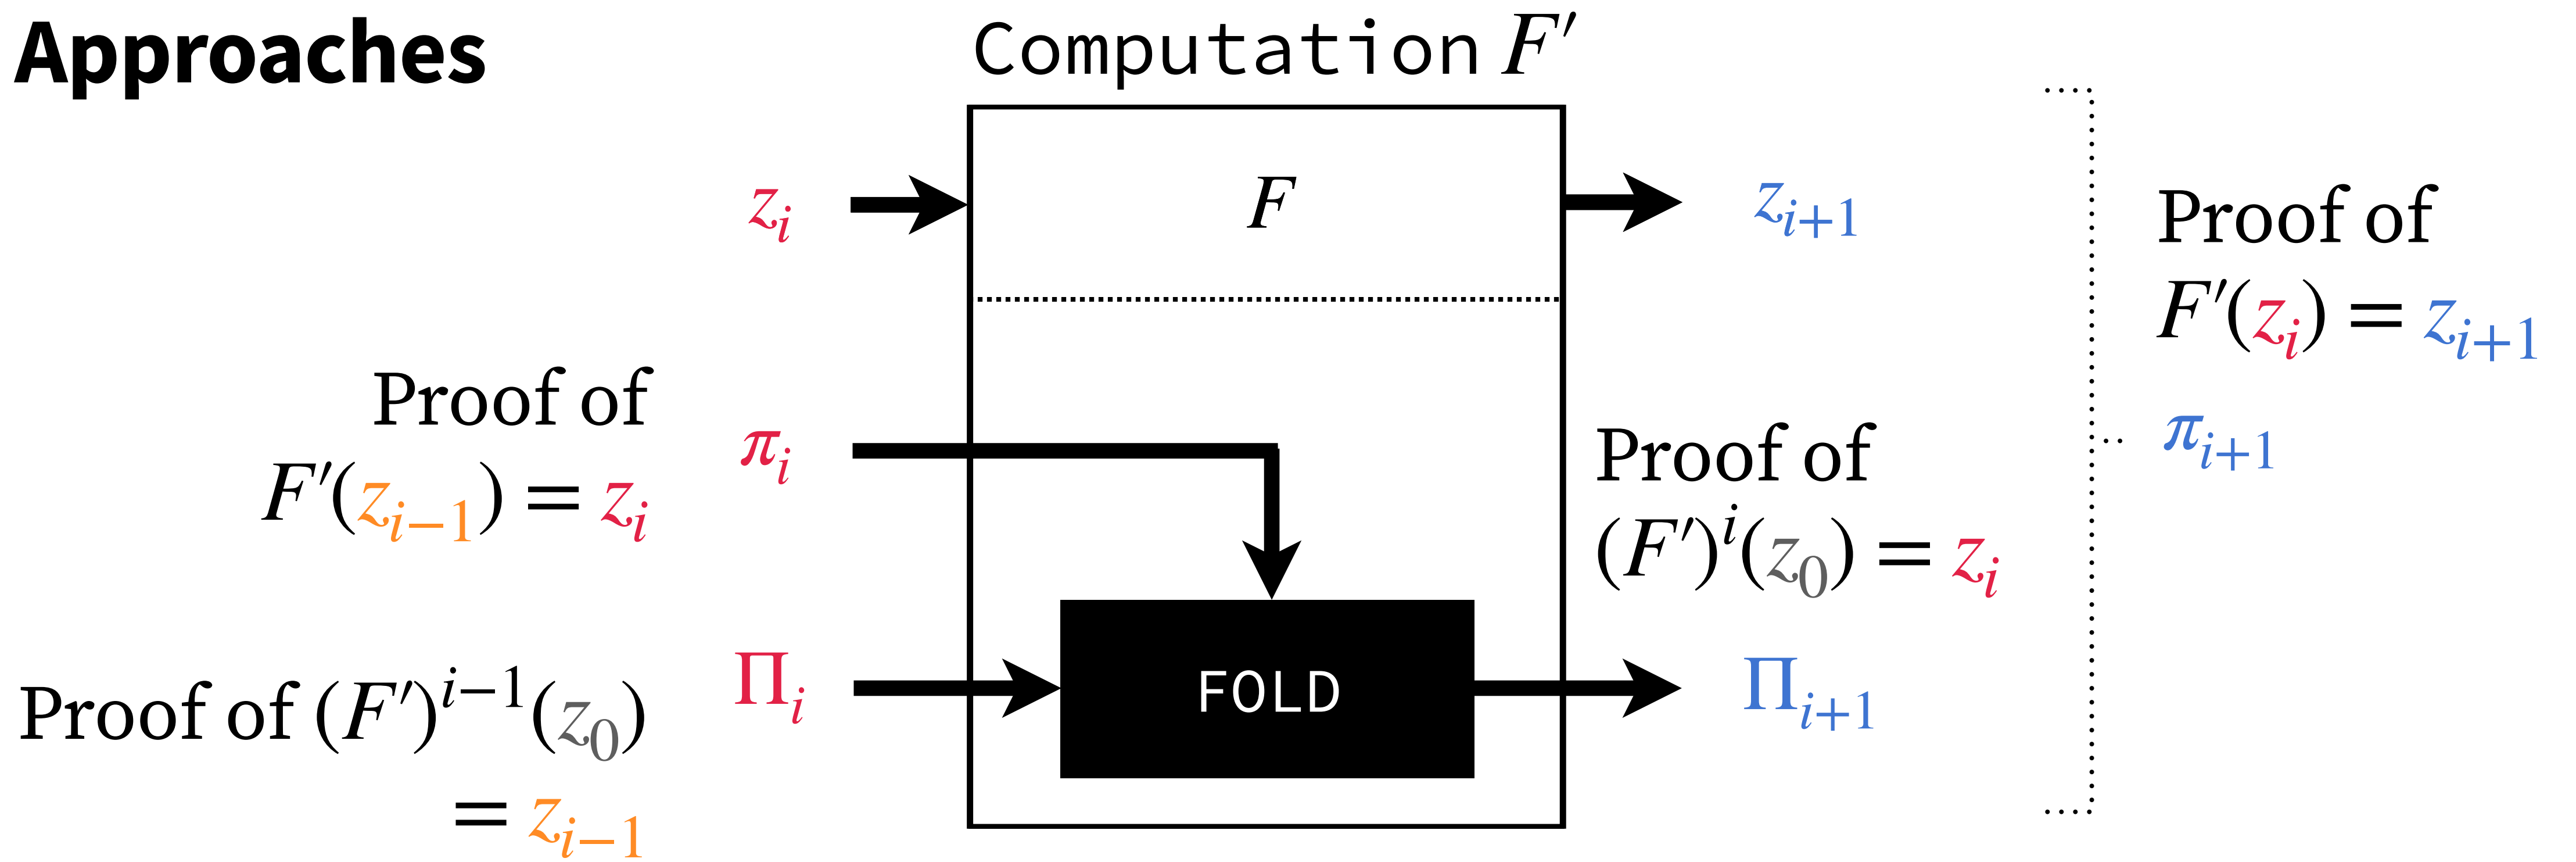 Approaches
Computation F′
z_i
F
z_{i+1}
Proof of
F′(z_i) = z_{i+1}
Proof of
F′(z_{i−1}) = z_i
π_i
Proof of
(F′)^i(z_0) = z_i
π_{i+1}
Proof of (F′)^{i−1}(z_0)
= z_{i−1}
Π_i
FOLD
Π_{i+1}